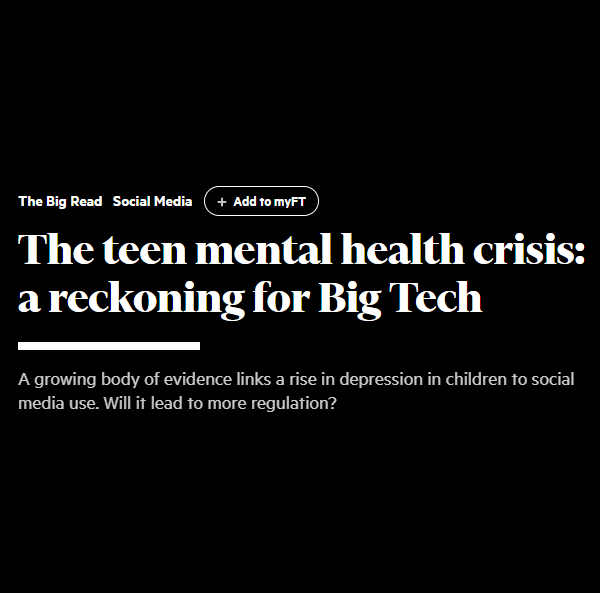 The Big Read Social Media + Add to myFT
The teen mental health crisis:
a reckoning for Big Tech
A growing body of evidence links a rise in depression in children to social
media use. Will it lead to more regulation?